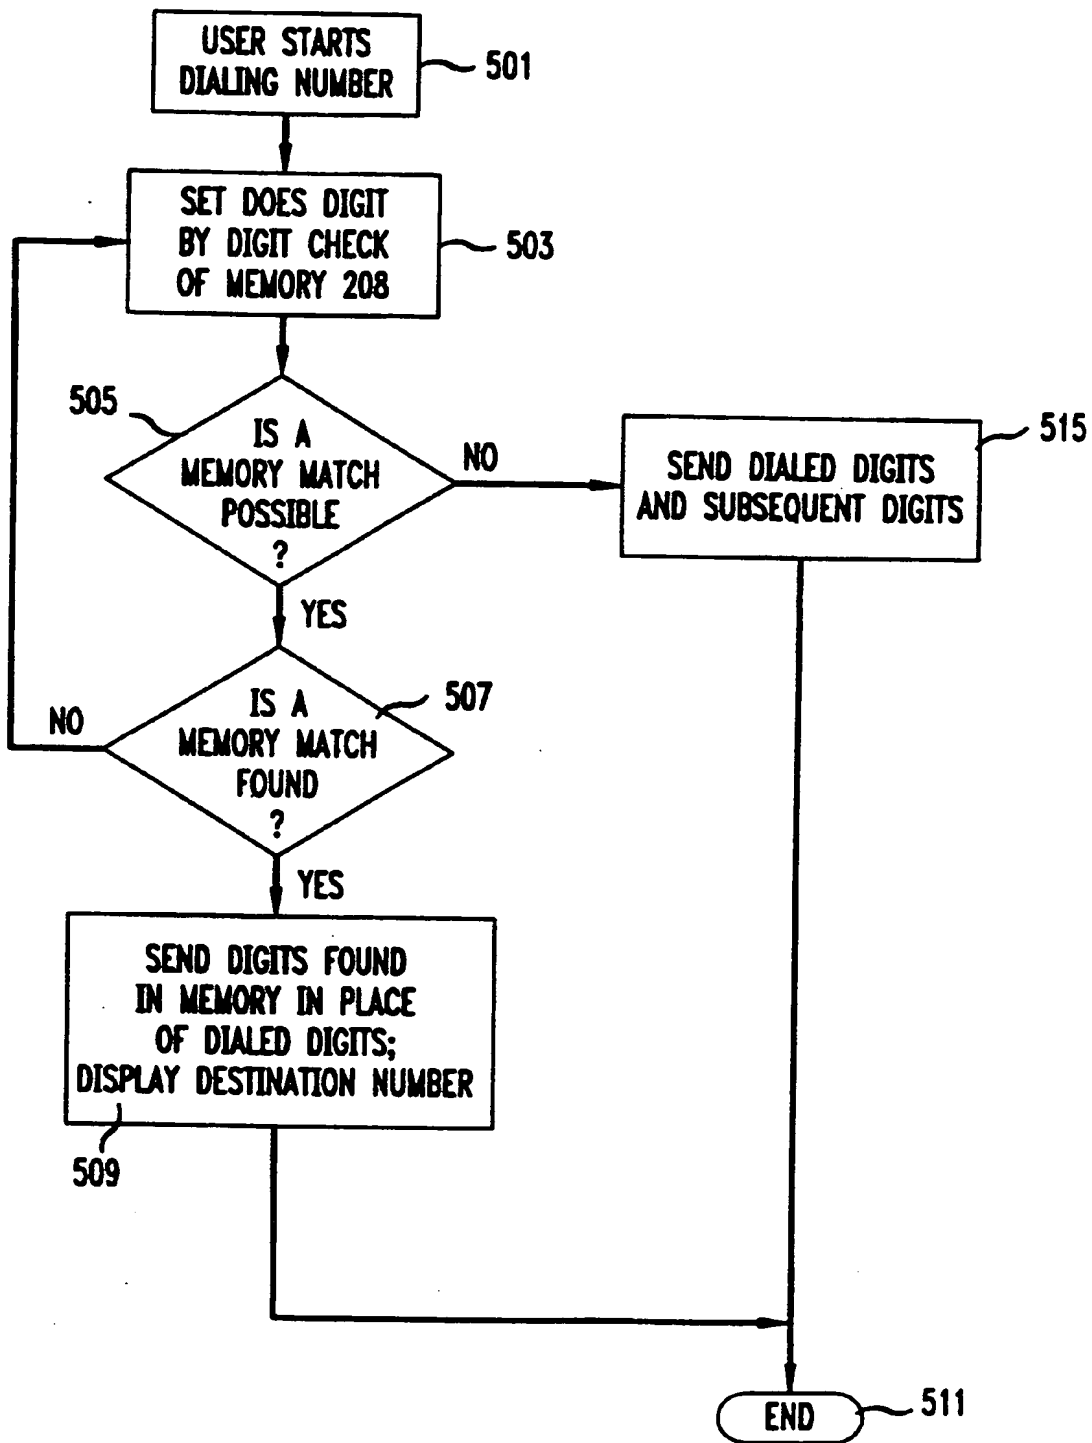 USER STARTS
DIALING NUMBER
501
SET DOES DIGIT
BY DIGIT CHECK
OF MEMORY 208
503
505
IS A
MEMORY MATCH
POSSIBLE
?
NO
515
SEND DIALED DIGITS
AND SUBSEQUENT DIGITS
YES
507
IS A
MEMORY MATCH
FOUND
?
NO
YES
SEND DIGITS FOUND
IN MEMORY IN PLACE
OF DIALED DIGITS;
DISPLAY DESTINATION NUMBER
509
END
511